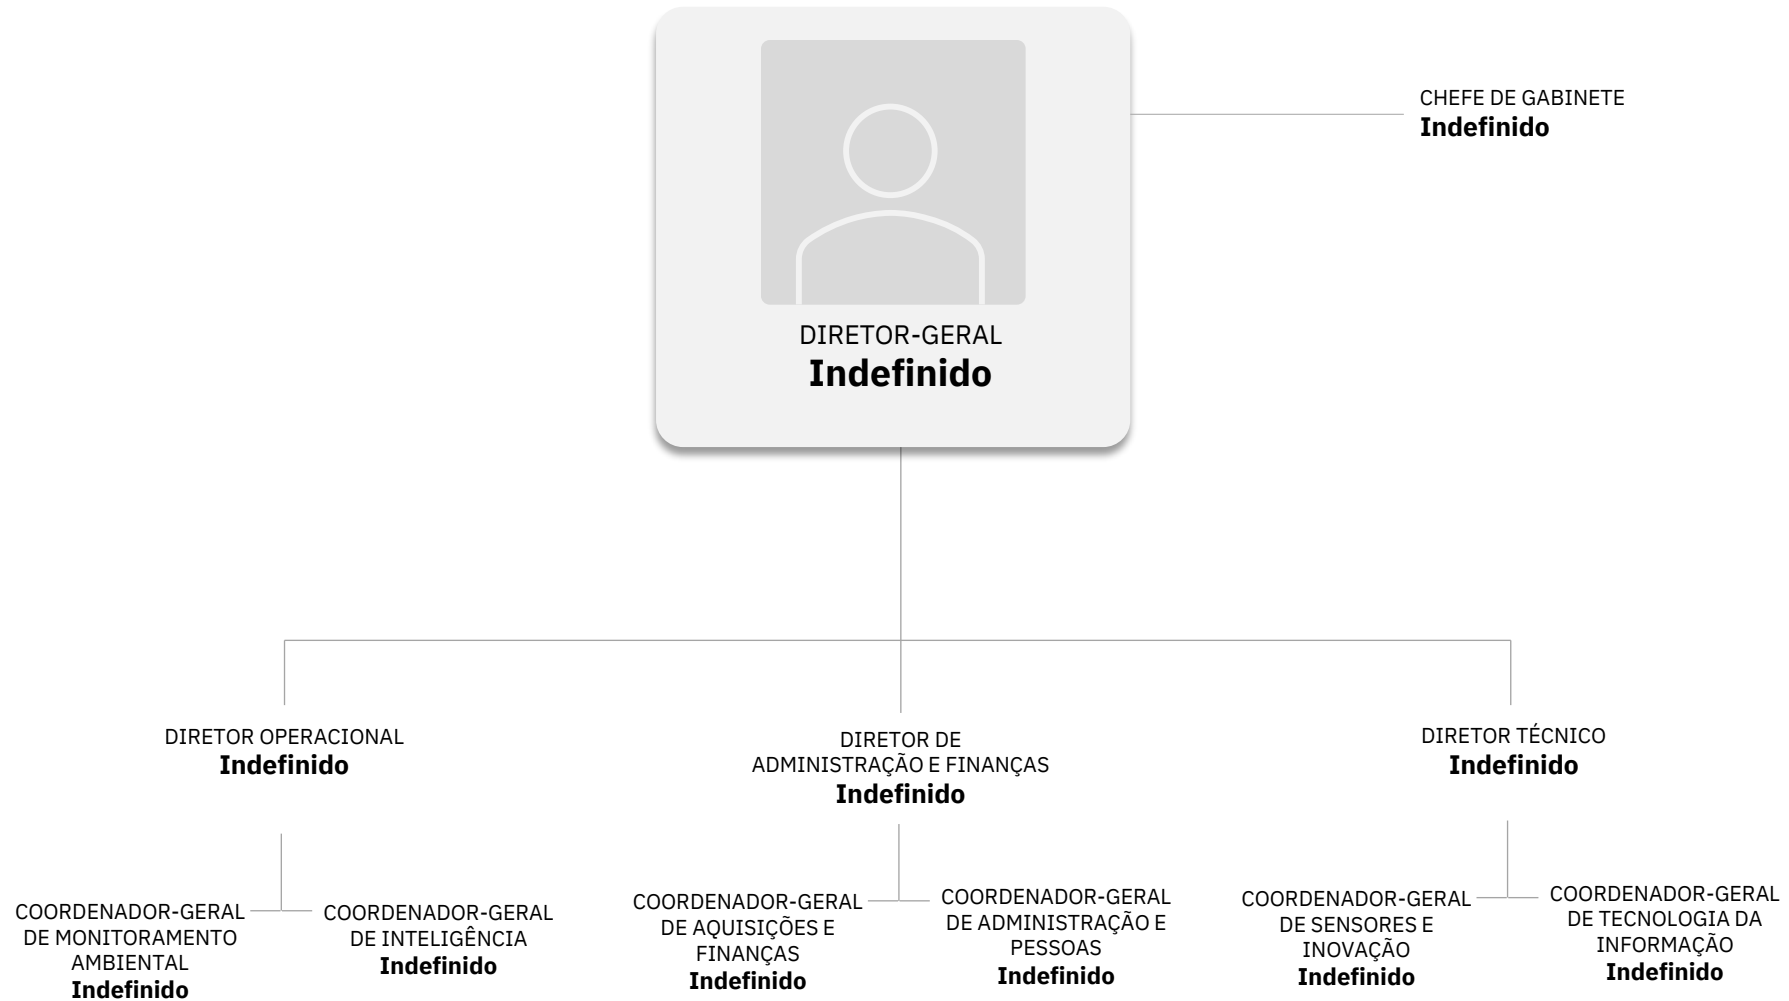 CHEFE DE GABINETE
Indefinido
DIRETOR-GERAL
Indefinido
DIRETOR OPERACIONAL
Indefinido
DIRETOR DE
ADMINISTRAÇÃO E FINANÇAS
Indefinido
DIRETOR TÉCNICO
Indefinido
COORDENADOR-GERAL
DE MONITORAMENTO
AMBIENTAL
Indefinido
COORDENADOR-GERAL
DE INTELIGÊNCIA
Indefinido
COORDENADOR-GERAL
DE AQUISIÇÕES E
FINANÇAS
Indefinido
COORDENADOR-GERAL
DE ADMINISTRAÇÃO E
PESSOAS
Indefinido
COORDENADOR-GERAL
DE SENSORES E
INOVAÇÃO
Indefinido
COORDENADOR-GERAL
DE TECNOLOGIA DA
INFORMAÇÃO
Indefinido